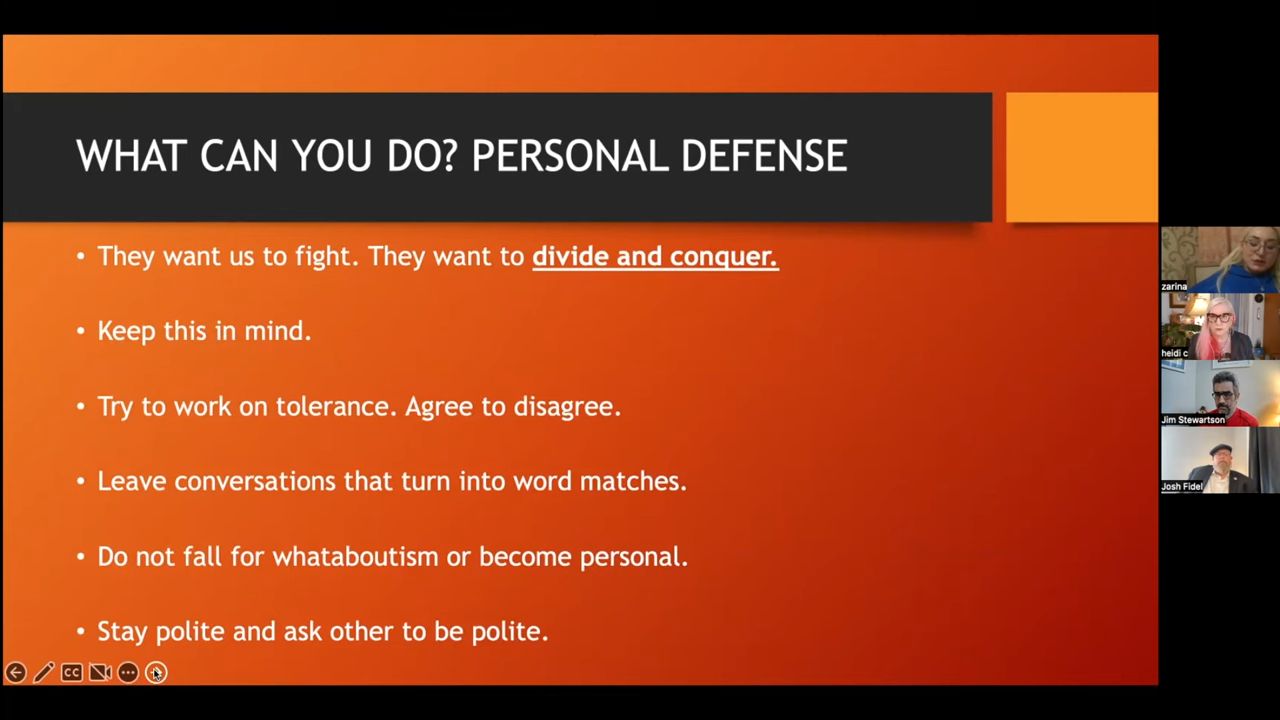 WHAT CAN YOU DO? PERSONAL DEFENSE
• They want us to fight. They want to divide and conquer.
• Keep this in mind.
• Try to work on tolerance. Agree to disagree.
• Leave conversations that turn into word matches.
• Do not fall for whataboutism or become personal.
• Stay polite and ask other to be polite.
CC
zarina
heidi c
Jim Stewartson
Josh Fidel